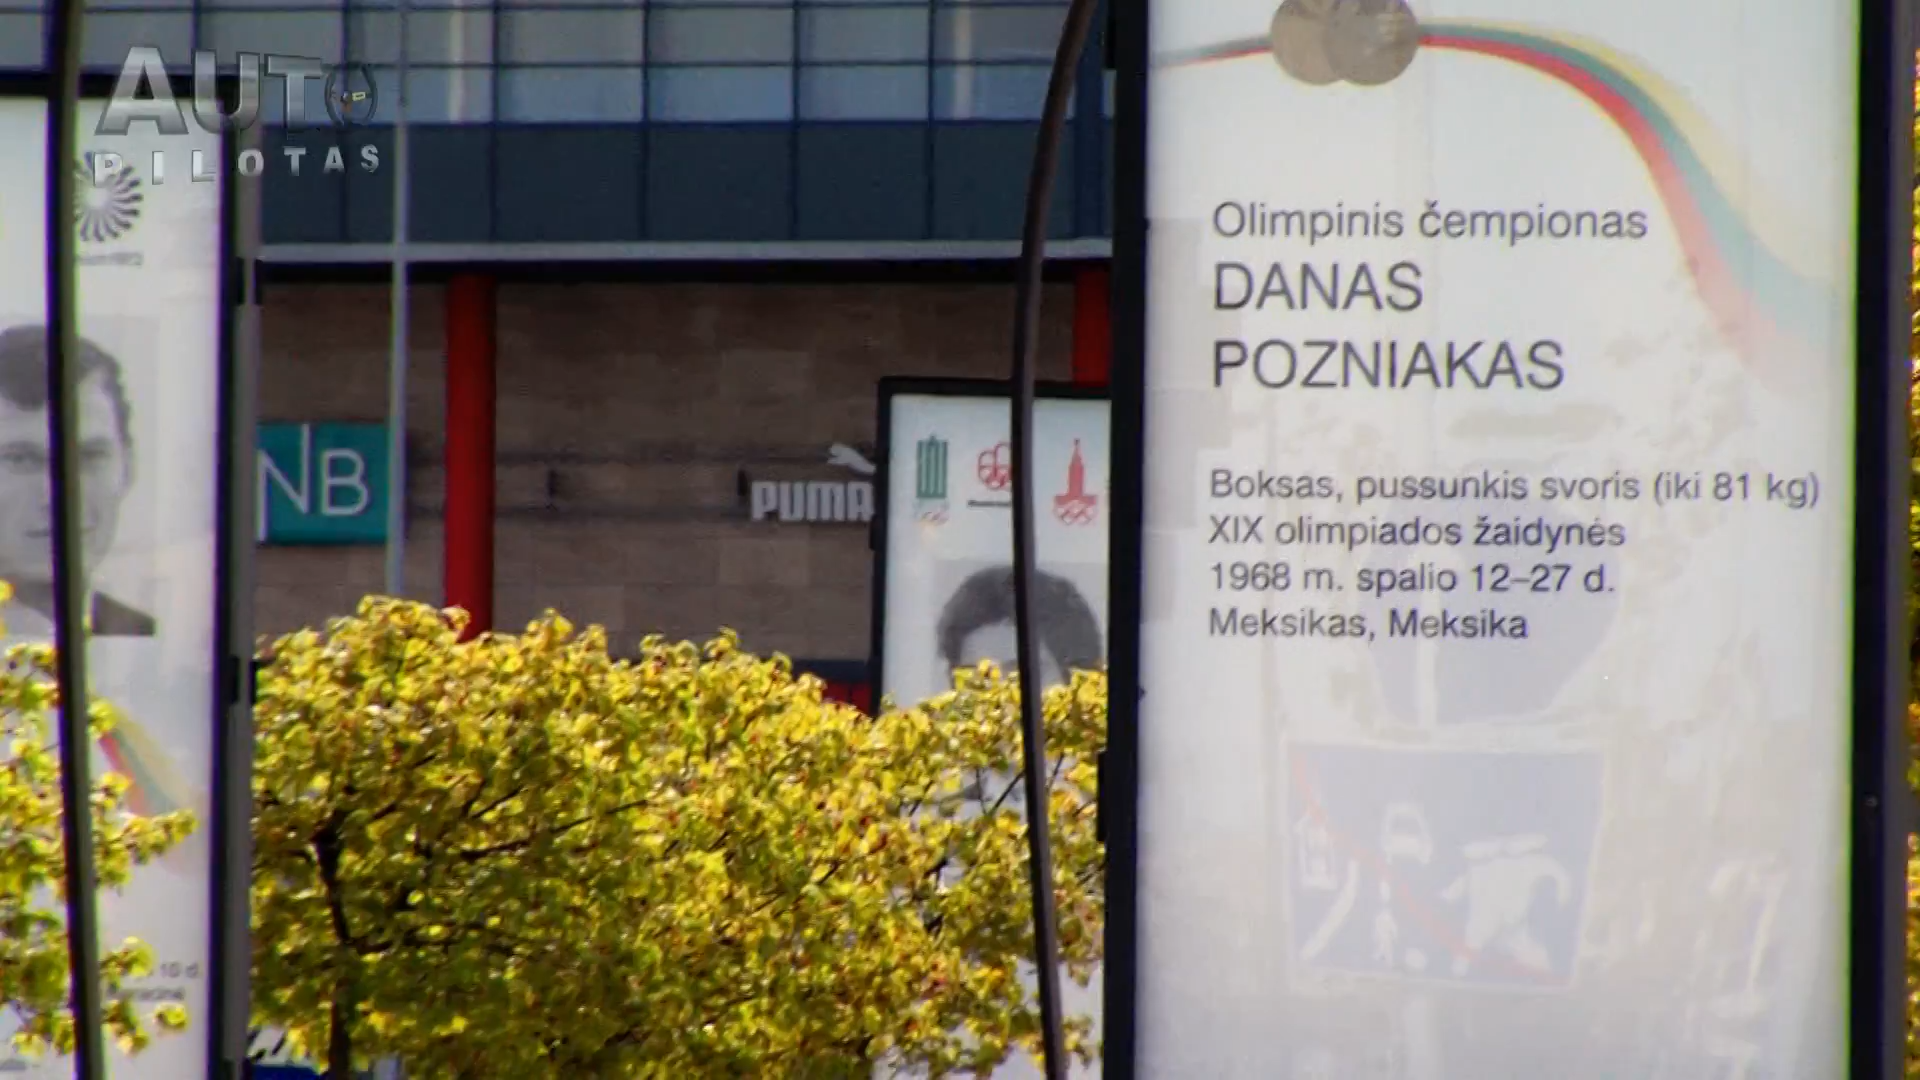 AUTO
PILOTAS
NB
PUMA
Olimpinis čempionas
DANAS
POZNIAKAS
Boksas, pussunkis svoris (iki 81 kg)
XIX olimpiados žaidynės
1968 m. spalio 12–27 d.
Meksikas, Meksika
10 d.